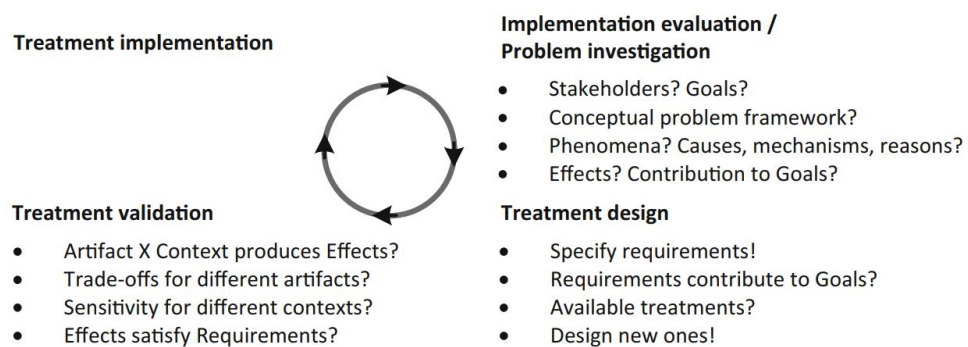 Treatment implementation
Implementation evaluation /
Problem investigation
• Stakeholders? Goals?
• Conceptual problem framework?
• Phenomena? Causes, mechanisms, reasons?
• Effects? Contribution to Goals?
Treatment validation
• Artifact X Context produces Effects?
• Trade-offs for different artifacts?
• Sensitivity for different contexts?
• Effects satisfy Requirements?
Treatment design
• Specify requirements!
• Requirements contribute to Goals?
• Available treatments?
• Design new ones!